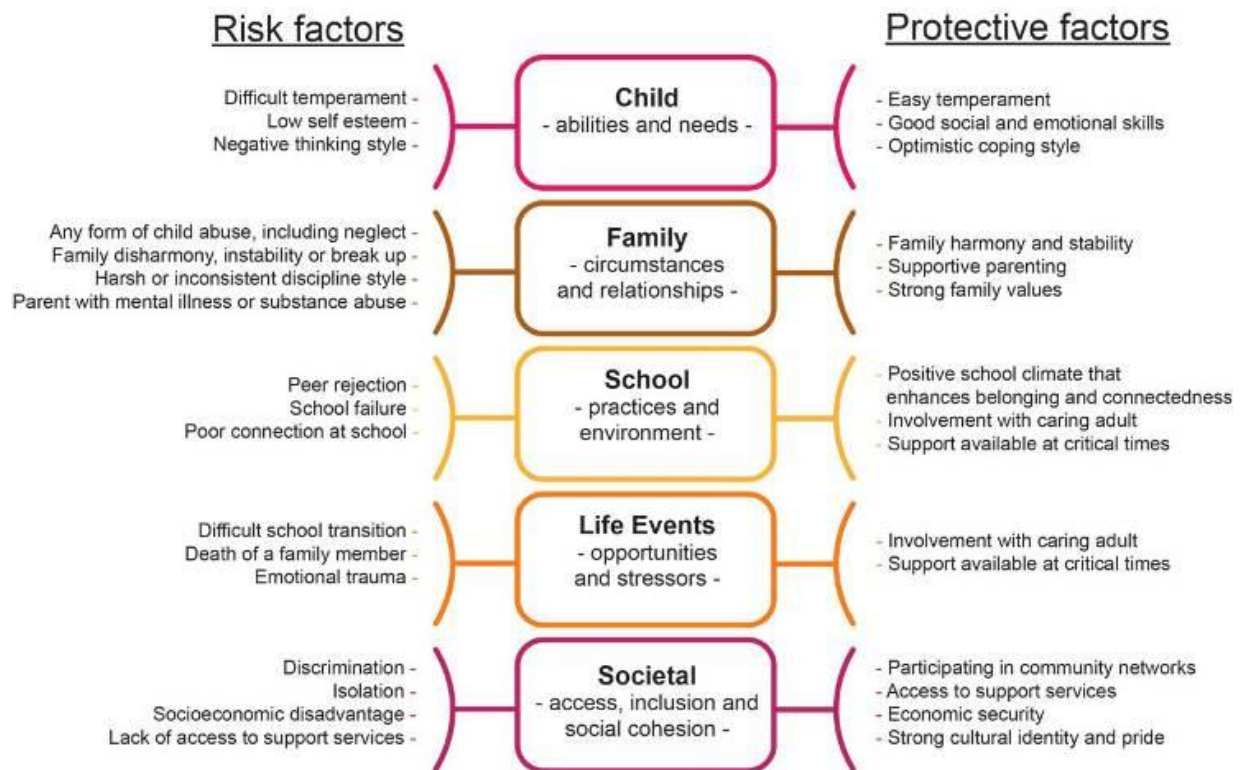 Risk factors
Protective factors
Difficult temperament -
Low self esteem -
Negative thinking style -
Child
- abilities and needs -
- Easy temperament
- Good social and emotional skills
- Optimistic coping style
Any form of child abuse, including neglect -
Family disharmony, instability or break up -
Harsh or inconsistent discipline style -
Parent with mental illness or substance abuse -
Family
- circumstances
and relationships -
- Family harmony and stability
- Supportive parenting
- Strong family values
Peer rejection -
School failure -
Poor connection at school -
School
- practices and
environment -
- Positive school climate that
enhances belonging and connectedness
- Involvement with caring adult
- Support available at critical times
Difficult school transition -
Death of a family member -
Emotional trauma -
Life Events
- opportunities
and stressors -
- Involvement with caring adult
- Support available at critical times
Discrimination -
Isolation -
Socioeconomic disadvantage -
Lack of access to support services -
Societal
- access, inclusion and
social cohesion -
- Participating in community networks
- Access to support services
- Economic security
- Strong cultural identity and pride